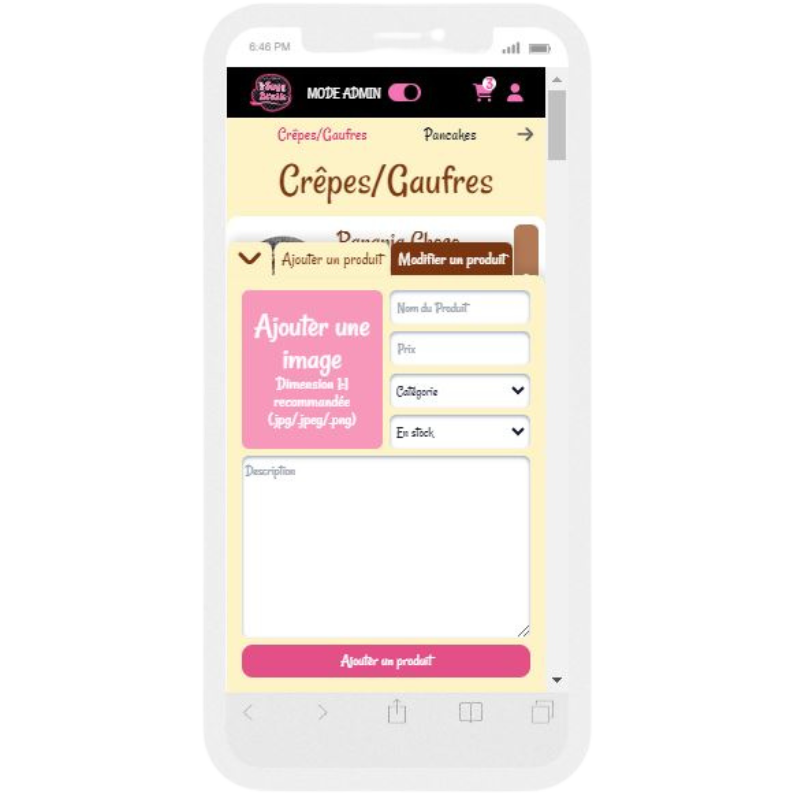 6:46 PM
MODE ADMIN
3
Crêpes/Gaufres
Pancakes
Crêpes/Gaufres
Choco
Ajouter un produit
Modifier un produit
Ajouter une
image
Dimension 1:1
recommandée
(.jpg/.jpeg/.png)
Nom du Produit
Prix
Catégorie
En stock
Description
Ajouter un produit